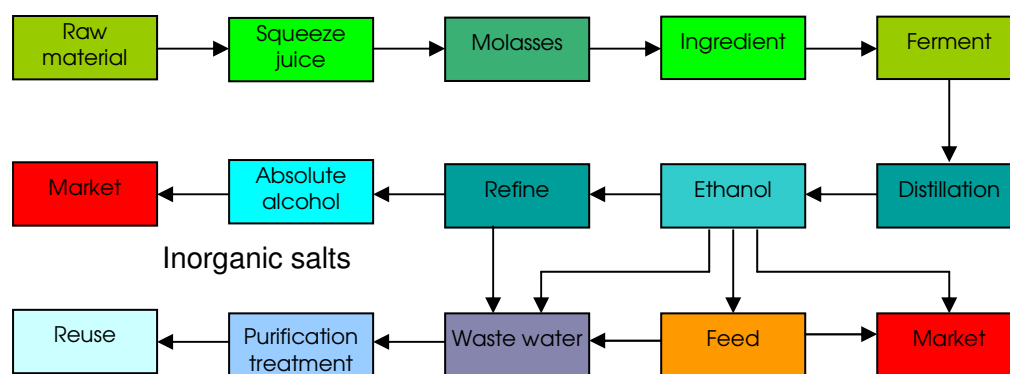 Raw
material
Squeeze
juice
Molasses
Ingredient
Ferment
Market
Absolute
alcohol
Refine
Ethanol
Distillation
Inorganic salts
Reuse
Purification
treatment
Waste water
Feed
Market